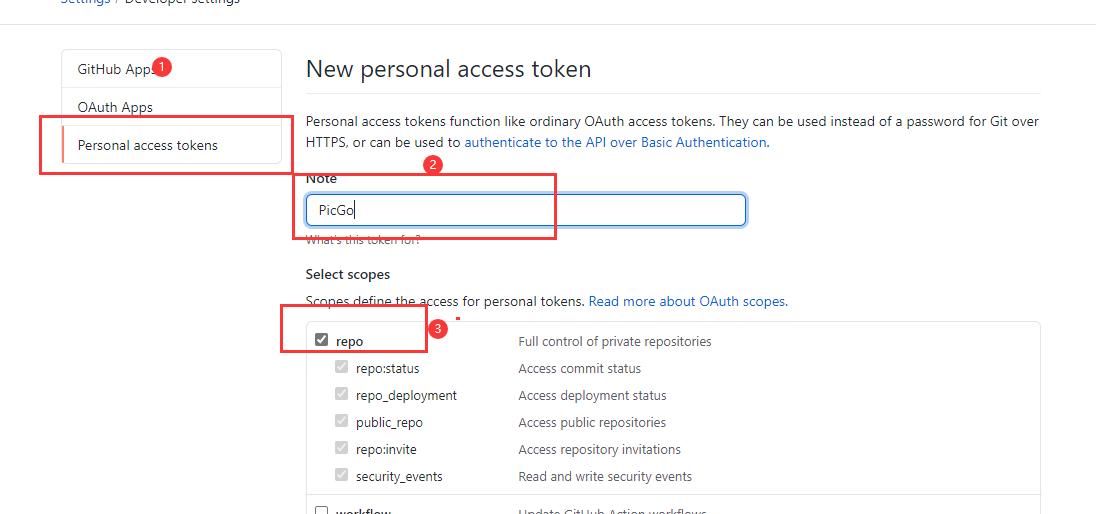 Settings / Developer settings
GitHub Apps
1
New personal access token
OAuth Apps
Personal access tokens
Personal access tokens function like ordinary OAuth access tokens. They can be used instead of a password for Git over
HTTPS, or can be used to authenticate to the API over Basic Authentication.
2
Note
PicGo
What's this token for?
Select scopes
Scopes define the access for personal tokens. Read more about OAuth scopes.
3
repo Full control of private repositories
repo:status Access commit status
repo_deployment Access deployment status
public_repo Access public repositories
repo:invite Access repository invitations
security_events Read and write security events
workflow Update GitHub Action workflows